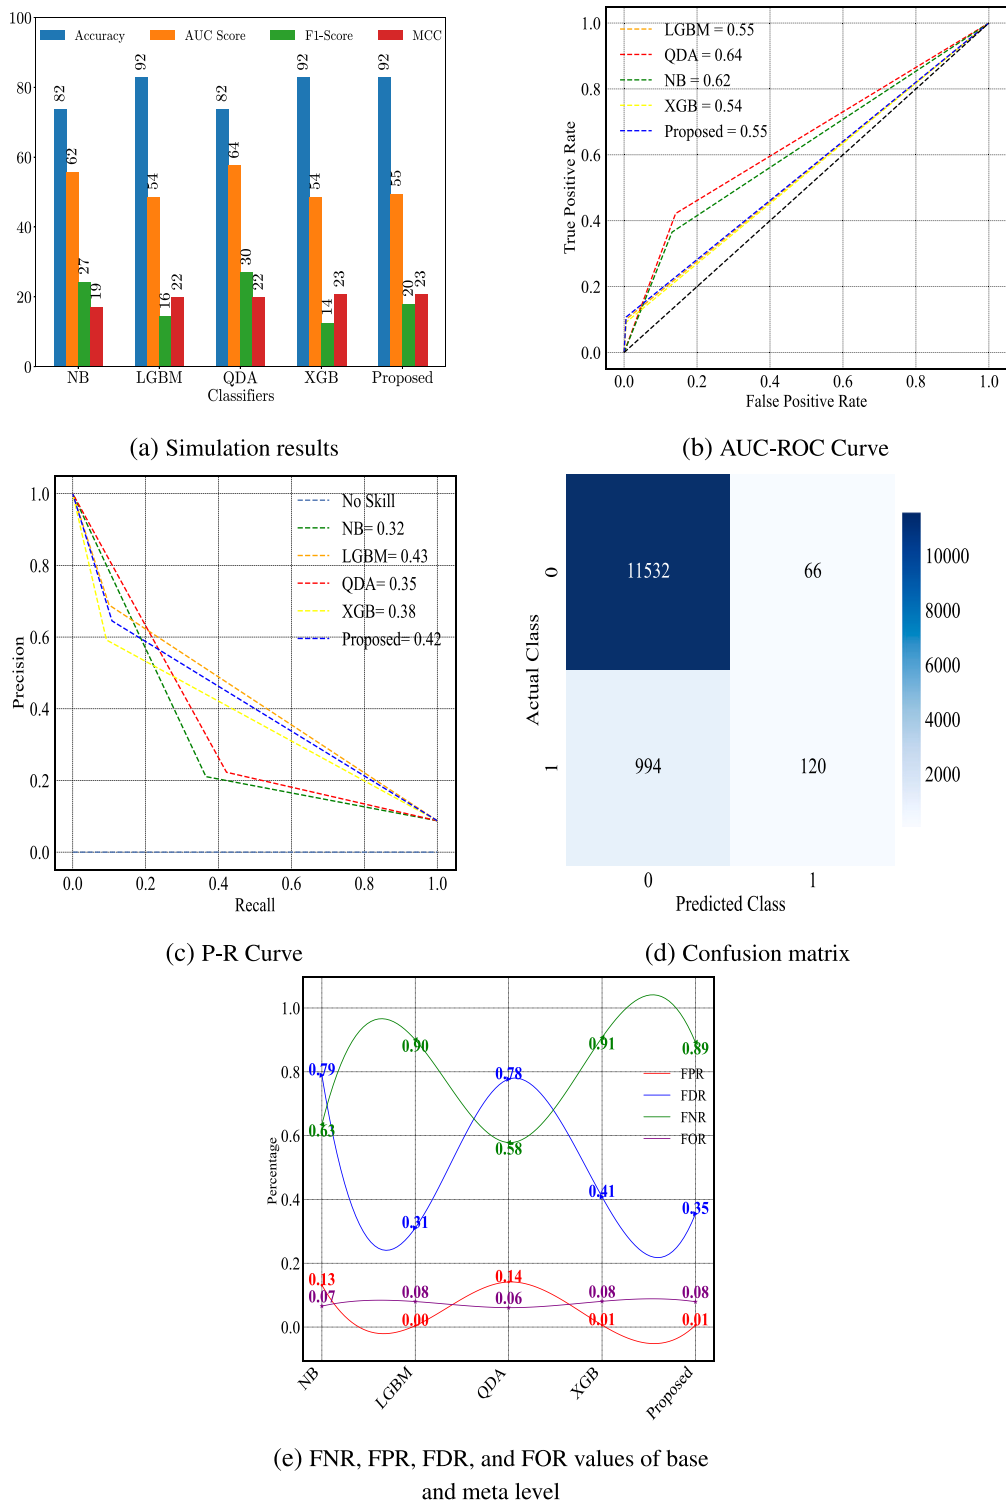 100
80
60
40
20
0
Accuracy AUC Score F1-Score MCC
82 62 27 19
92 54 16 22
82 64 30 22
92 54 14 23
92 55 20 23
NB LGBM QDA XGB Proposed
Classifiers
(a) Simulation results
True Positive Rate
1.0
0.8
0.6
0.4
0.2
0.0
LGBM = 0.55
QDA = 0.64
NB = 0.62
XGB = 0.54
Proposed = 0.55
0.0 0.2 0.4 0.6 0.8 1.0
False Positive Rate
(b) AUC-ROC Curve
Precision
1.0
0.8
0.6
0.4
0.2
0.0
No Skill
NB= 0.32
LGBM= 0.43
QDA= 0.35
XGB= 0.38
Proposed= 0.42
0.0 0.2 0.4 0.6 0.8 1.0
Recall
(c) P-R Curve
Actual Class
0
1
11532 66
994 120
0 1
Predicted Class
10000
8000
6000
4000
2000
(d) Confusion matrix
Percentage
1.0
0.8
0.6
0.4
0.2
0.0
0.63 0.90 0.58 0.91 0.89
0.79 0.31 0.78 0.41 0.35
0.13 0.00 0.14 0.01 0.01
0.07 0.08 0.06 0.08 0.08
FPR
FDR
FNR
FOR
NB LGBM QDA XGB Proposed
(e) FNR, FPR, FDR, and FOR values of base
and meta level